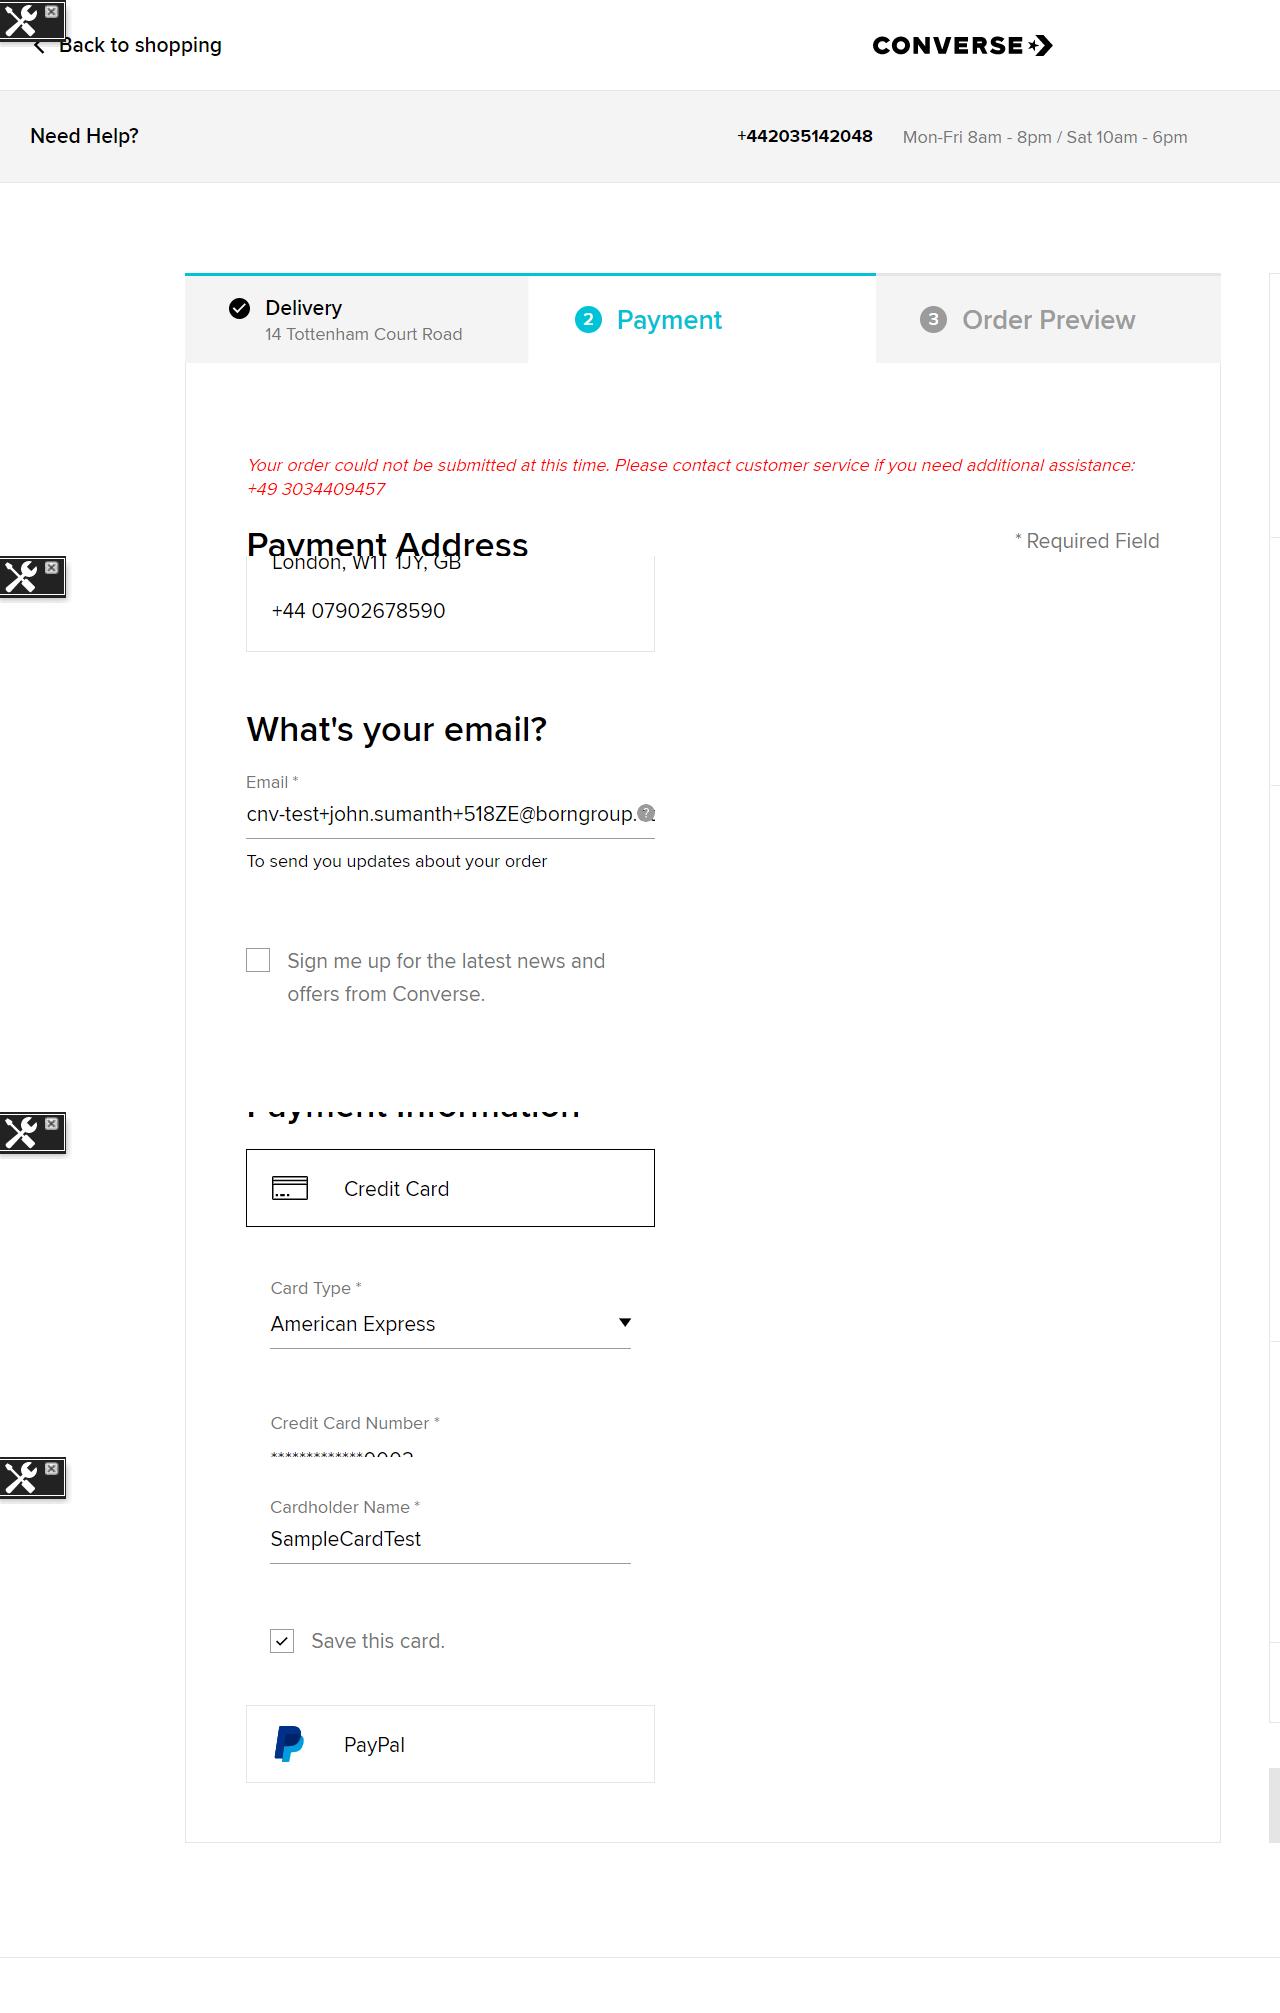 Back to shopping
CONVERSE
Need Help?
+442035142048 Mon-Fri 8am - 8pm / Sat 10am - 6pm
Delivery
14 Tottenham Court Road
2 Payment
3 Order Preview
Your order could not be submitted at this time. Please contact customer service if you need additional assistance:
+49 3034409457
Payment Address
* Required Field
London, W1T 1JY, GB
+44 07902678590
What's your email?
Email *
cnv-test+john.sumanth+518ZE@borngroup.
?
To send you updates about your order
Sign me up for the latest news and
offers from Converse.
Payment Information
Credit Card
Card Type *
American Express
Credit Card Number *
*************0002
Cardholder Name *
SampleCardTest
Save this card.
PayPal